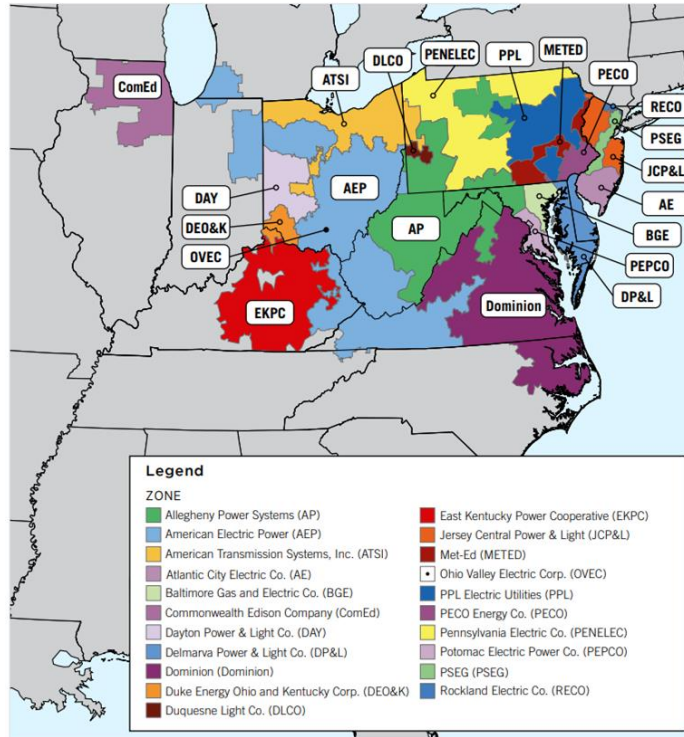 ComEd
ATSI
DLCO
PENELEC
PPL
METED
PECO
RECO
PSEG
JCP&L
AE
BGE
PEPCO
DP&L
DAY
DEO&K
OVEC
AEP
AP
EKPC
Dominion
Legend
ZONE
Allegheny Power Systems (AP)
American Electric Power (AEP)
American Transmission Systems, Inc. (ATSI)
Atlantic City Electric Co. (AE)
Baltimore Gas and Electric Co. (BGE)
Commonwealth Edison Company (ComEd)
Dayton Power & Light Co. (DAY)
Delmarva Power & Light Co. (DP&L)
Dominion (Dominion)
Duke Energy Ohio and Kentucky Corp. (DEO&K)
Duquesne Light Co. (DLCO)
East Kentucky Power Cooperative (EKPC)
Jersey Central Power & Light (JCP&L)
Met-Ed (METED)
Ohio Valley Electric Corp. (OVEC)
PPL Electric Utilities (PPL)
PECO Energy Co. (PECO)
Pennsylvania Electric Co. (PENELEC)
Potomac Electric Power Co. (PEPCO)
PSEG (PSEG)
Rockland Electric Co. (RECO)